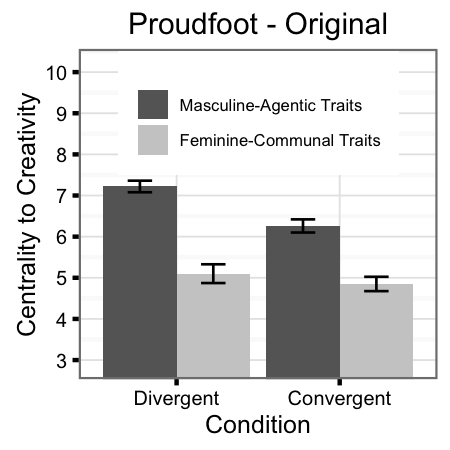 Proudfoot - Original
Centrality to Creativity
10
9
8
7
6
5
4
3
Masculine-Agentic Traits
Feminine-Communal Traits
Divergent
Convergent
Condition